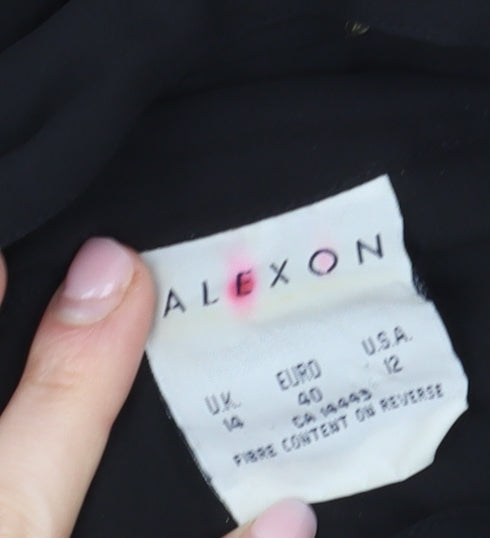 ALEXON
U.K. EURO U.S.A.
14 40 12
CA 14443
FIBRE CONTENT ON REVERSE